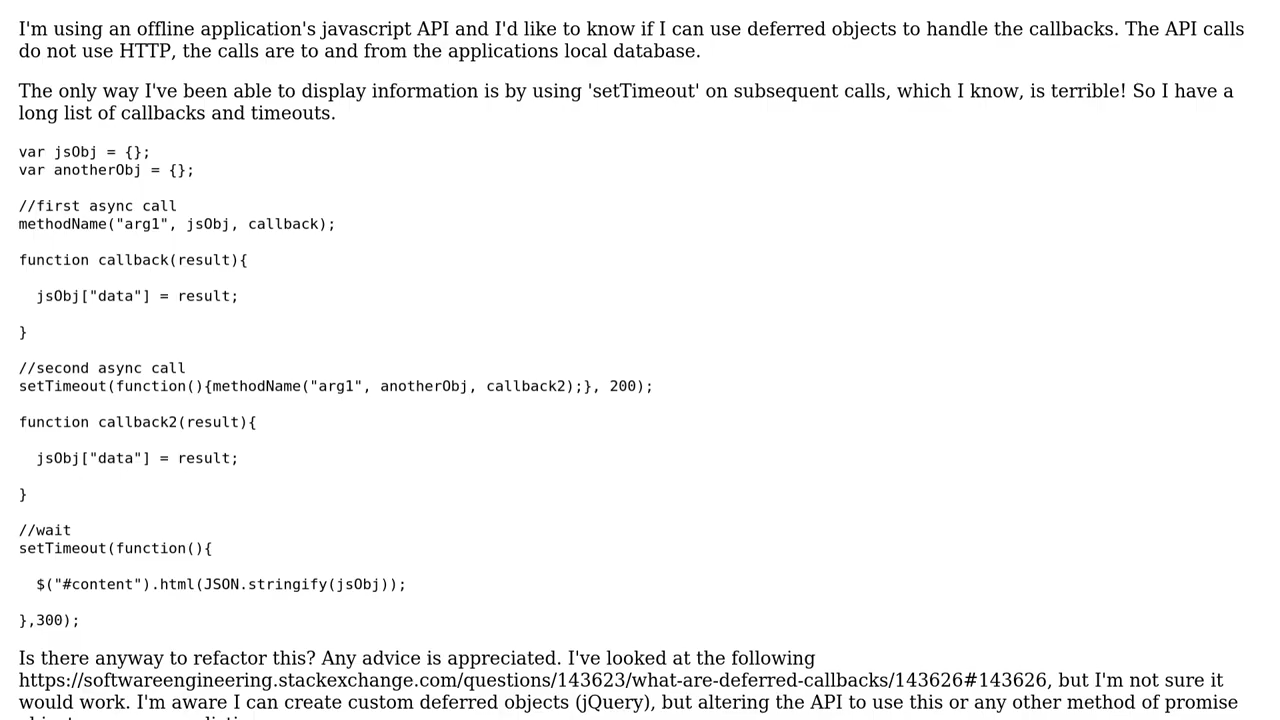 I'm using an offline application's javascript API and I'd like to know if I can use deferred objects to handle the callbacks. The API calls
do not use HTTP, the calls are to and from the applications local database.
The only way I've been able to display information is by using 'setTimeout' on subsequent calls, which I know, is terrible! So I have a
long list of callbacks and timeouts.
var jsObj = {};
var anotherObj = {};
//first async call
methodName("arg1", jsObj, callback);
function callback(result){
jsObj["data"] = result;
}
//second async call
setTimeout(function(){methodName("arg1", anotherObj, callback2);}, 200);
function callback2(result){
jsObj["data"] = result;
}
//wait
setTimeout(function(){
$("#content").html(JSON.stringify(jsObj));
},300);
Is there anyway to refactor this? Any advice is appreciated. I've looked at the following
https://softwareengineering.stackexchange.com/questions/143623/what-are-deferred-callbacks/143626#143626, but I'm not sure it
would work. I'm aware I can create custom deferred objects (jQuery), but altering the API to use this or any other method of promise